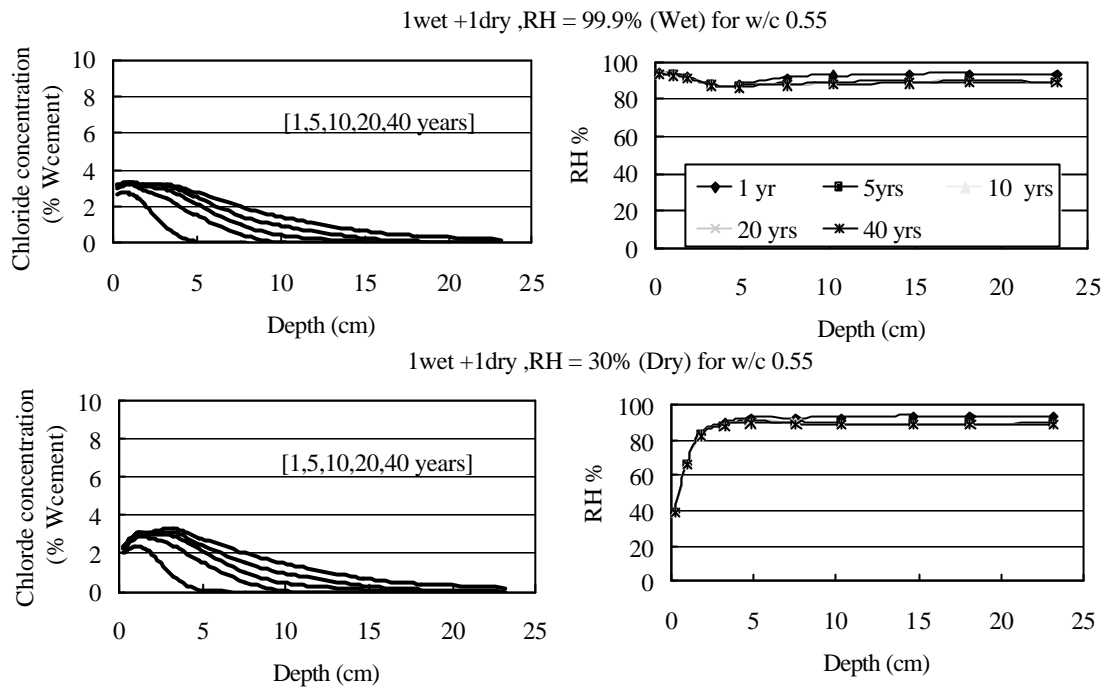 1wet +1dry ,RH = 99.9% (Wet) for w/c 0.55
Chloride concentration
(% Wcement)
10
8
6
4
2
0
[1,5,10,20,40 years]
0 5 10 15 20 25
Depth (cm)
RH %
100
80
60
40
20
0
1 yr 5yrs 10 yrs
20 yrs 40 yrs
0 5 10 15 20 25
Depth (cm)
1wet +1dry ,RH = 30% (Dry) for w/c 0.55
Chlorde concentration
(% Wcement)
10
8
6
4
2
0
[1,5,10,20,40 years]
0 5 10 15 20 25
Depth (cm)
RH %
100
80
60
40
20
0
0 5 10 15 20 25
Depth (cm)